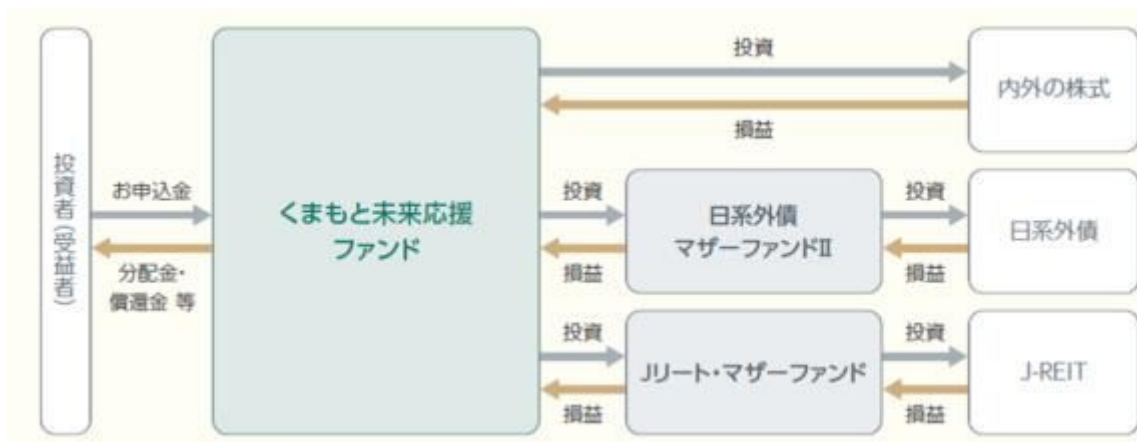 投資者(受益者)
お申込金
分配金・
償還金 等
くまもと未来応援
ファンド
投資
損益
内外の株式
投資
損益
日系外債
マザーファンドⅡ
投資
損益
日系外債
投資
損益
Jリート・マザーファンド
投資
損益
J-REIT